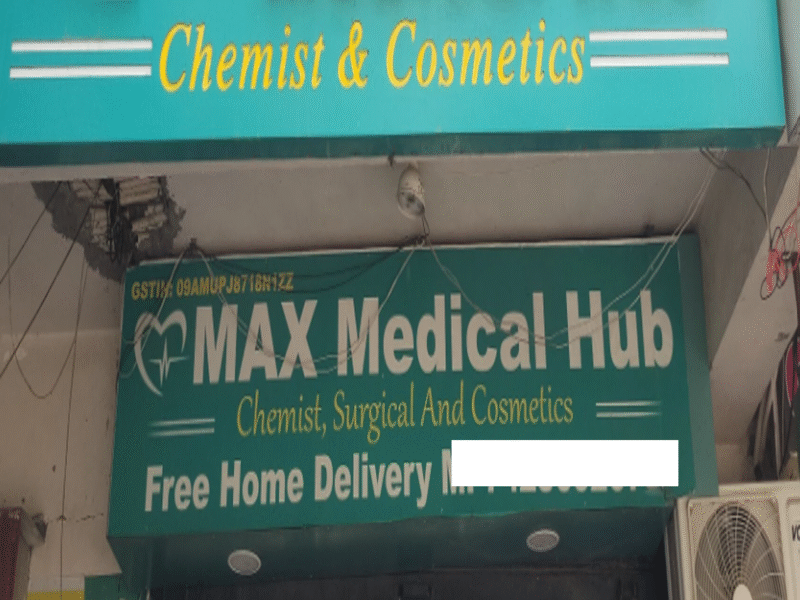 Chemist & Cosmetics
GSTIN: 09AMUPJ8718N1ZZ
MAX Medical Hub
Chemist, Surgical And Cosmetics
Free Home Delivery